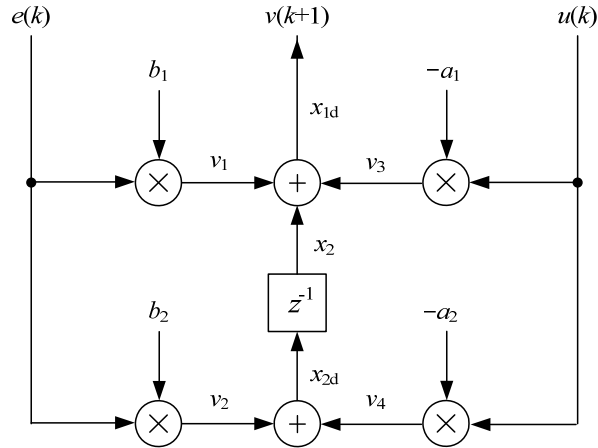 e(k) v(k+1) u(k)
b₁ −a₁
x₁d
v₁ v₃
× + ×
x₂
z⁻¹
b₂ −a₂
x₂d
v₂ v₄
× + ×